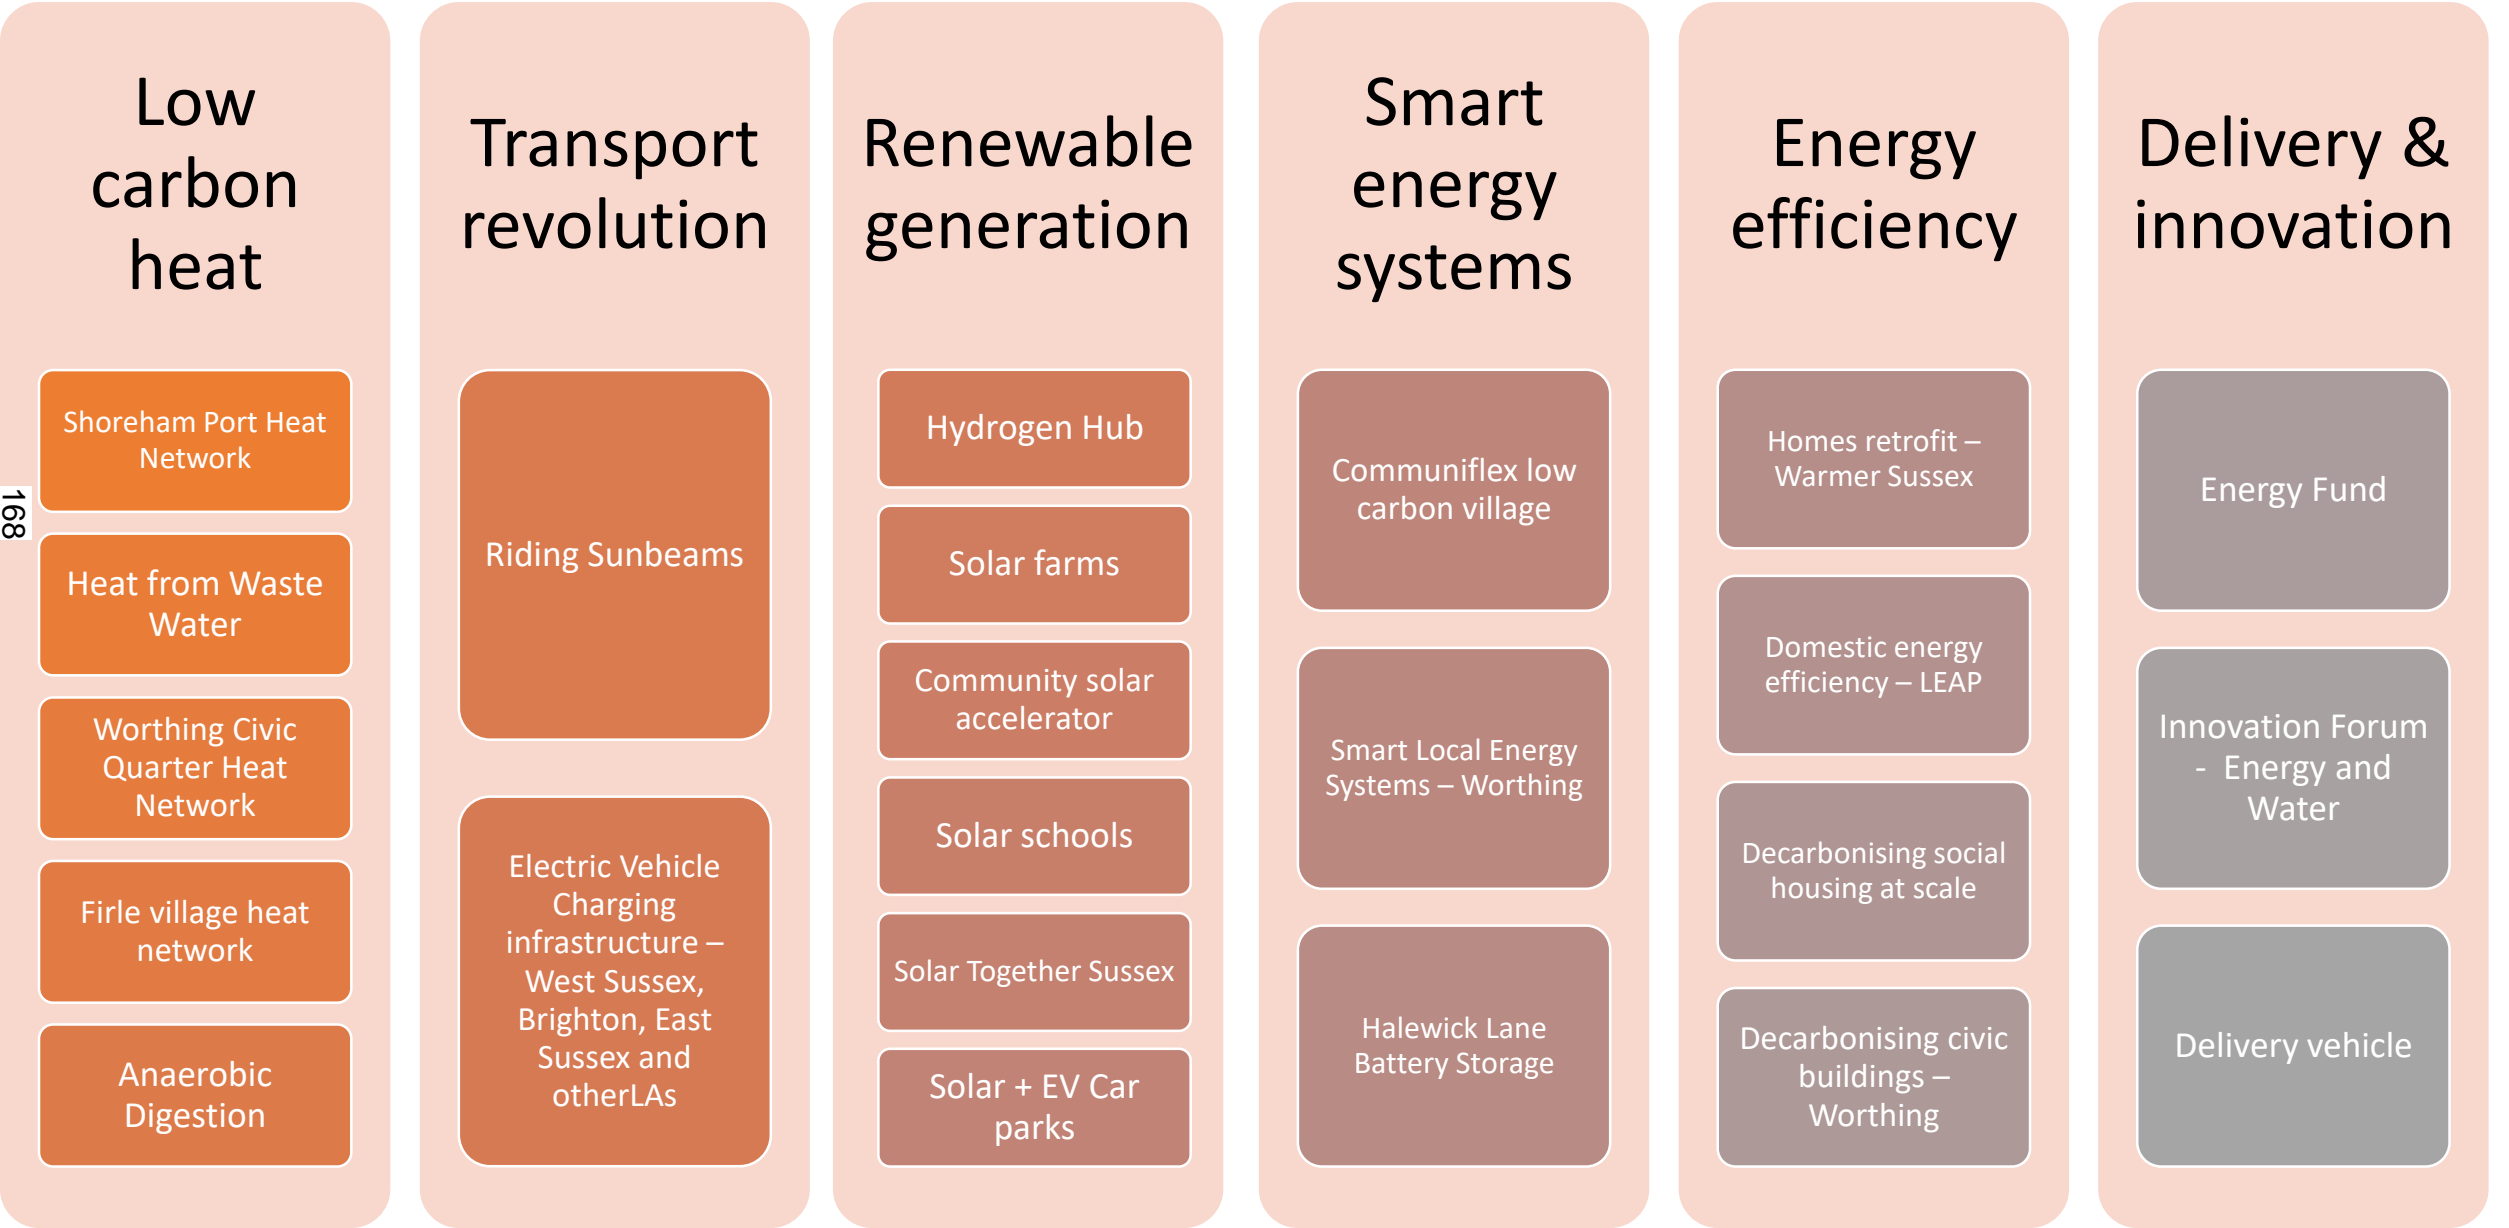 Low
carbon
heat
Shoreham Port Heat
Network
Heat from Waste
Water
Worthing Civic
Quarter Heat
Network
Firle village heat
network
Anaerobic
Digestion
168
Transport
revolution
Riding Sunbeams
Electric Vehicle
Charging
infrastructure –
West Sussex,
Brighton, East
Sussex and
otherLAs
Renewable
generation
Hydrogen Hub
Solar farms
Community solar
accelerator
Solar schools
Solar Together Sussex
Solar + EV Car
parks
Smart
energy
systems
Communiflex low
carbon village
Smart Local Energy
Systems – Worthing
Halewick Lane
Battery Storage
Energy
efficiency
Homes retrofit –
Warmer Sussex
Domestic energy
efficiency – LEAP
Decarbonising social
housing at scale
Decarbonising civic
buildings –
Worthing
Delivery &
innovation
Energy Fund
Innovation Forum
- Energy and
Water
Delivery vehicle